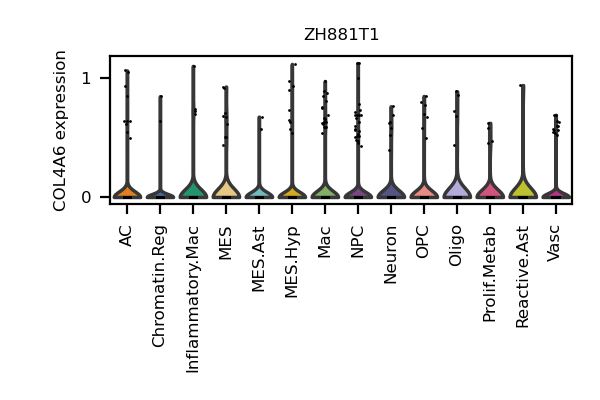 ZH881T1
COL4A6 expression
1
0
AC
Chromatin.Reg
Inflammatory.Mac
MES
MES.Ast
MES.Hyp
Mac
NPC
Neuron
OPC
Oligo
Prolif.Metab
Reactive.Ast
Vasc